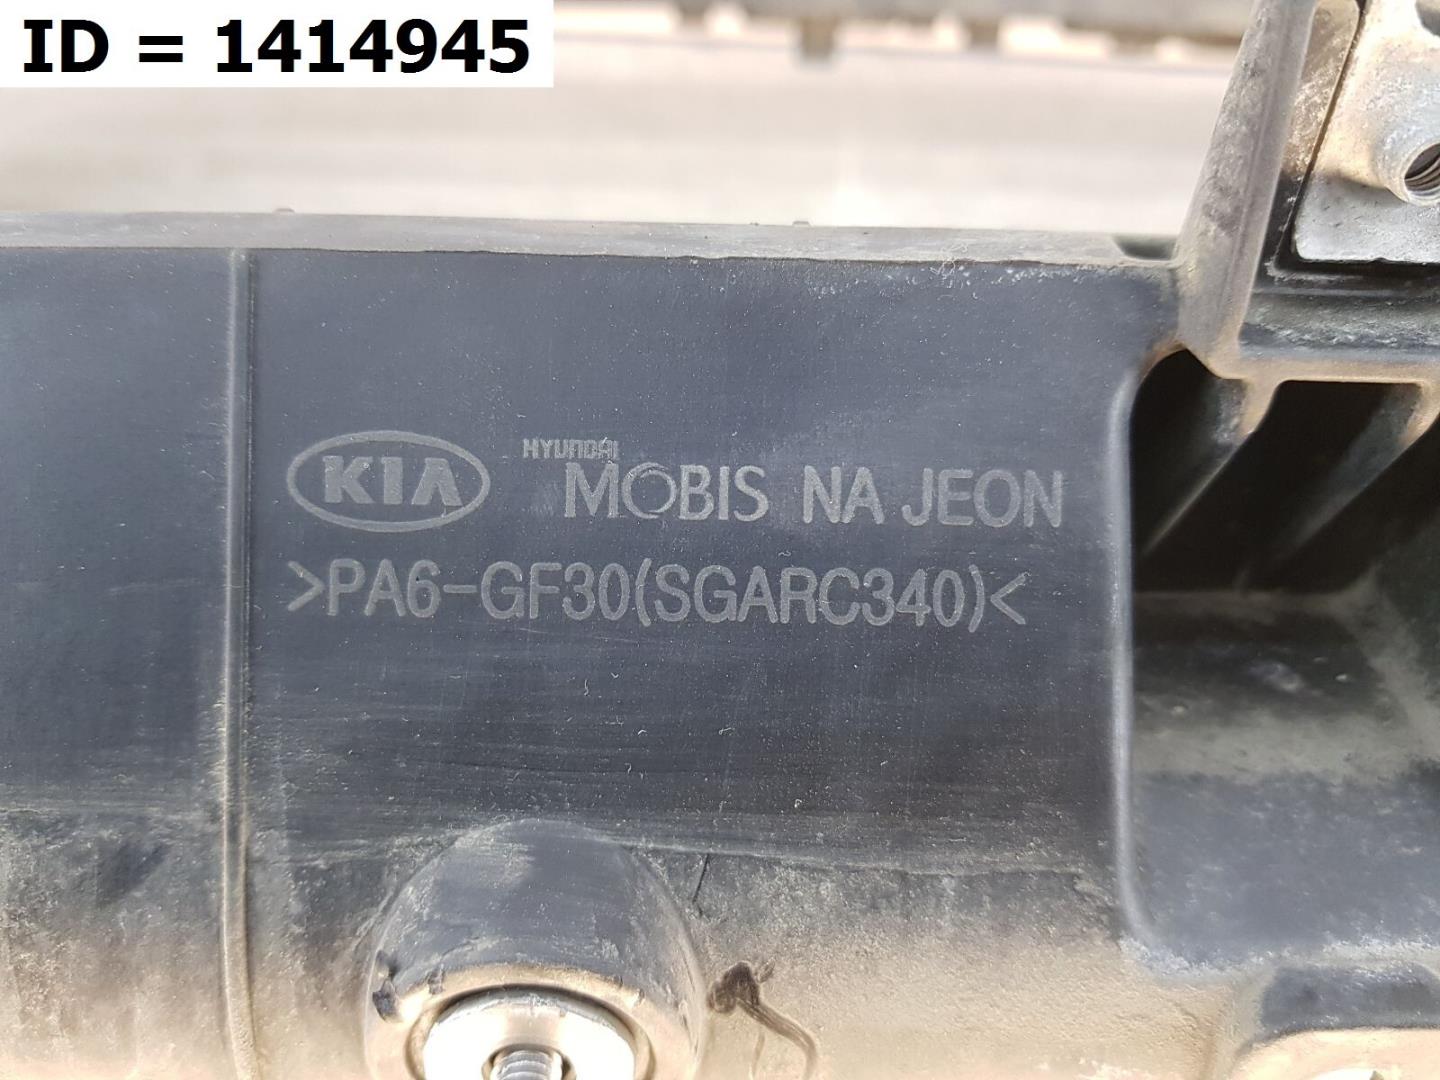 ID = 1414945
KIA HYUNDAI MOBIS NA JEON
>PA6-GF30(SGARC340)<